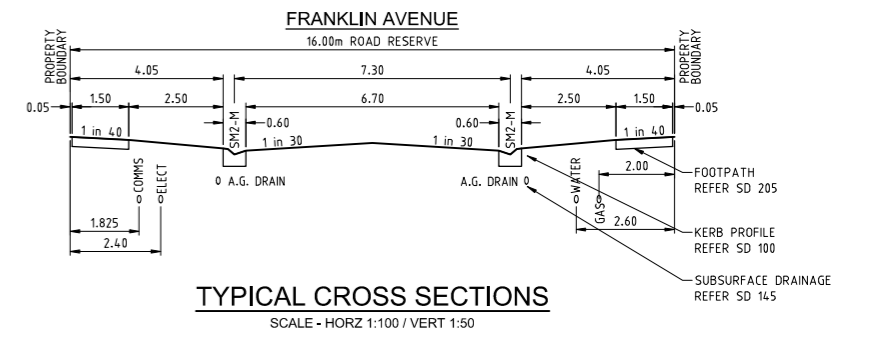 FRANKLIN AVENUE
16.00m ROAD RESERVE
PROPERTY
BOUNDARY
PROPERTY
BOUNDARY
4.05
7.30
4.05
0.05
1.50
2.50
6.70
2.50
1.50
0.05
0.60
0.60
SM2-M
SM2-M
1 in 40
1 in 30
1 in 30
1 in 40
A.G. DRAIN
A.G. DRAIN
COMMS
ELECT
WATER
GAS
2.00
1.825
2.40
2.60
FOOTPATH
REFER SD 205
KERB PROFILE
REFER SD 100
SUBSURFACE DRAINAGE
REFER SD 145
TYPICAL CROSS SECTIONS
SCALE - HORZ 1:100 / VERT 1:50